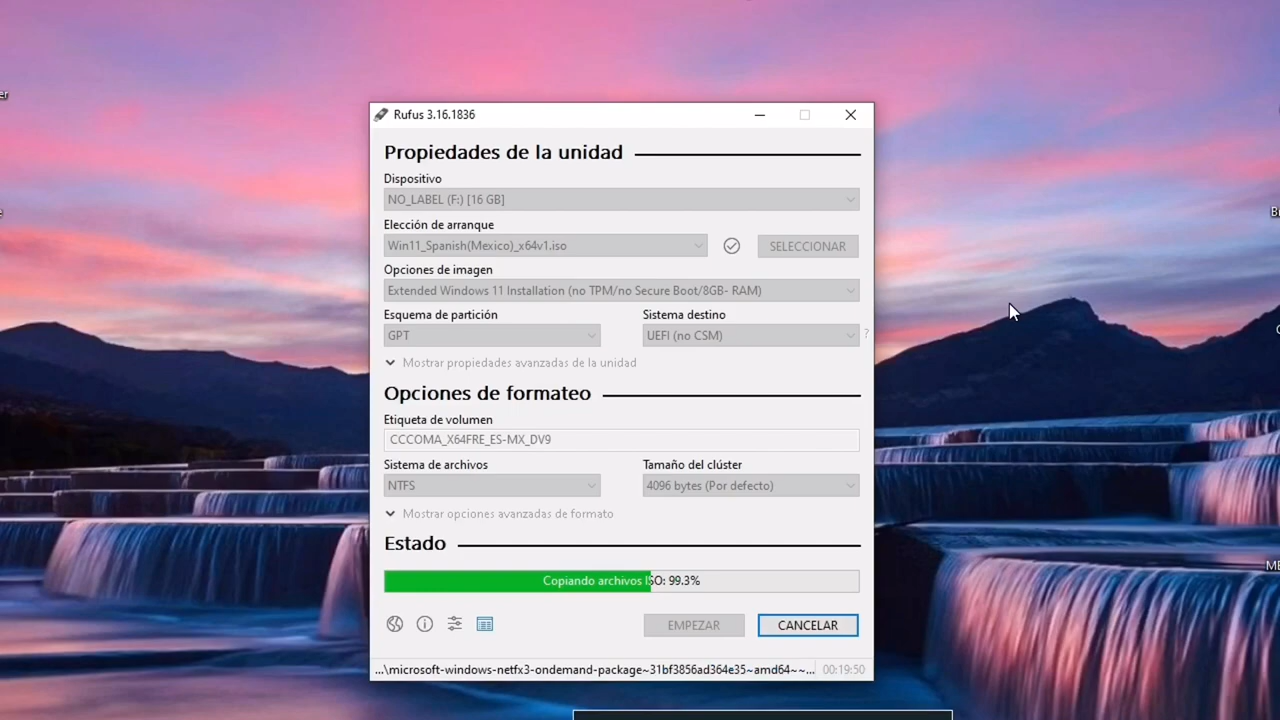 Rufus 3.16.1836
Propiedades de la unidad
Dispositivo
NO_LABEL (F:) [16 GB]
Elección de arranque
Win11_Spanish(Mexico)_x64v1.iso
SELECCIONAR
Opciones de imagen
Extended Windows 11 Installation (no TPM/no Secure Boot/8GB- RAM)
Esquema de partición Sistema destino
GPT UEFI (no CSM) ?
Mostrar propiedades avanzadas de la unidad
Opciones de formateo
Etiqueta de volumen
CCCOMA_X64FRE_ES-MX_DV9
Sistema de archivos Tamaño del clúster
NTFS 4096 bytes (Por defecto)
Mostrar opciones avanzadas de formato
Estado
Copiando archivos ISO: 99.3%
EMPEZAR CANCELAR
...\microsoft-windows-netfx3-ondemand-package~31bf3856ad364e35~amd64~~... 00:19:50